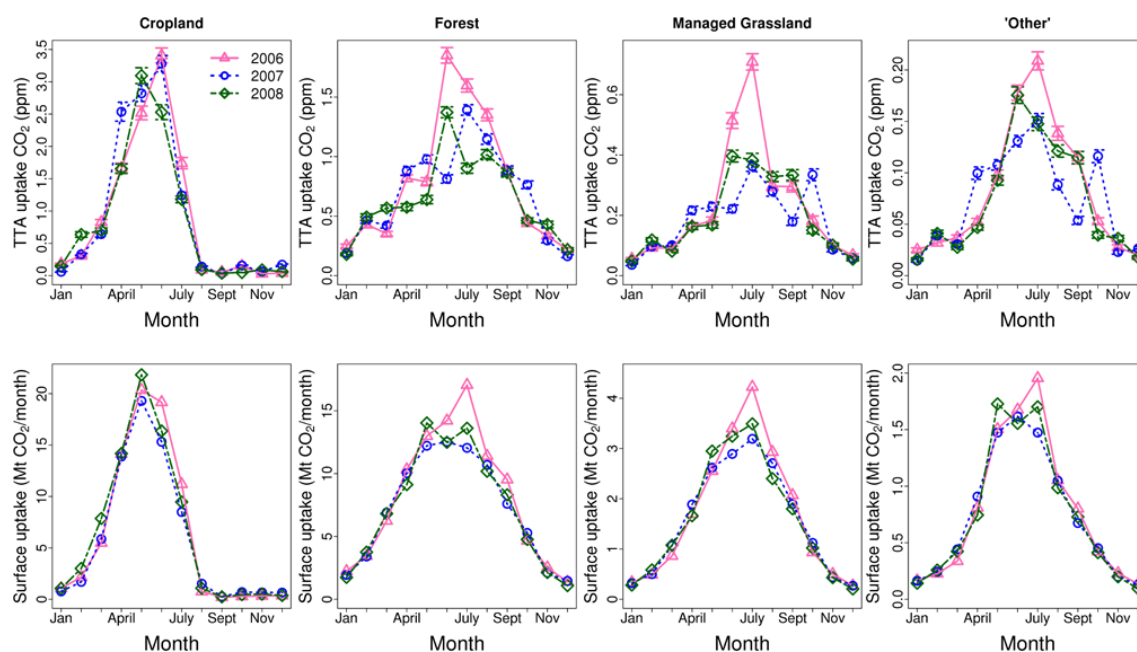 Cropland
Forest
Managed Grassland
'Other'
TTA uptake CO2 (ppm)
0.0 0.5 1.0 1.5 2.0 2.5 3.0 3.5
2006
2007
2008
Jan April July Sept Nov
Month
TTA uptake CO2 (ppm)
0.0 0.5 1.0 1.5
Jan April July Sept Nov
Month
TTA uptake CO2 (ppm)
0.0 0.2 0.4 0.6
Jan April July Sept Nov
Month
TTA uptake CO2 (ppm)
0.00 0.05 0.10 0.15 0.20
Jan April July Sept Nov
Month
Surface uptake (Mt CO2/month)
0 5 10 15 20
Jan April July Sept Nov
Month
Surface uptake (Mt CO2/month)
0 5 10 15
Jan April July Sept Nov
Month
Surface uptake (Mt CO2/month)
0 1 2 3 4
Jan April July Sept Nov
Month
Surface uptake (Mt CO2/month)
0.0 0.5 1.0 1.5 2.0
Jan April July Sept Nov
Month